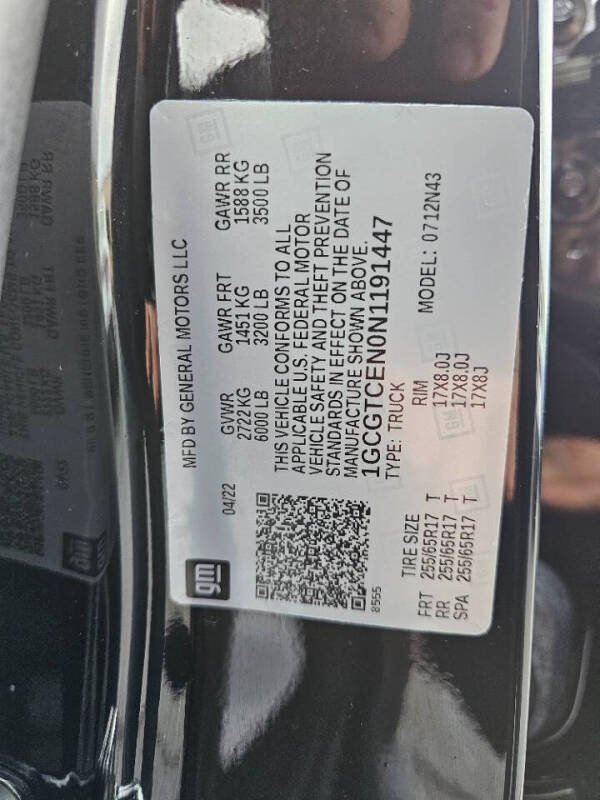 gm
MFD BY GENERAL MOTORS LLC
04/22
GVWR GAWR FRT GAWR RR
2722 KG 1451 KG 1588 KG
6000 LB 3200 LB 3500 LB
THIS VEHICLE CONFORMS TO ALL
APPLICABLE U.S. FEDERAL MOTOR
VEHICLE SAFETY AND THEFT PREVENTION
STANDARDS IN EFFECT ON THE DATE OF
MANUFACTURE SHOWN ABOVE.
1GCGTCEN0N1191447
TYPE: TRUCK MODEL: 0712N43
8555
TIRE SIZE RIM
FRT 255/65R17 T 17X8.0J
RR 255/65R17 T 17X8.0J
SPA 255/65R17 T 17X8J